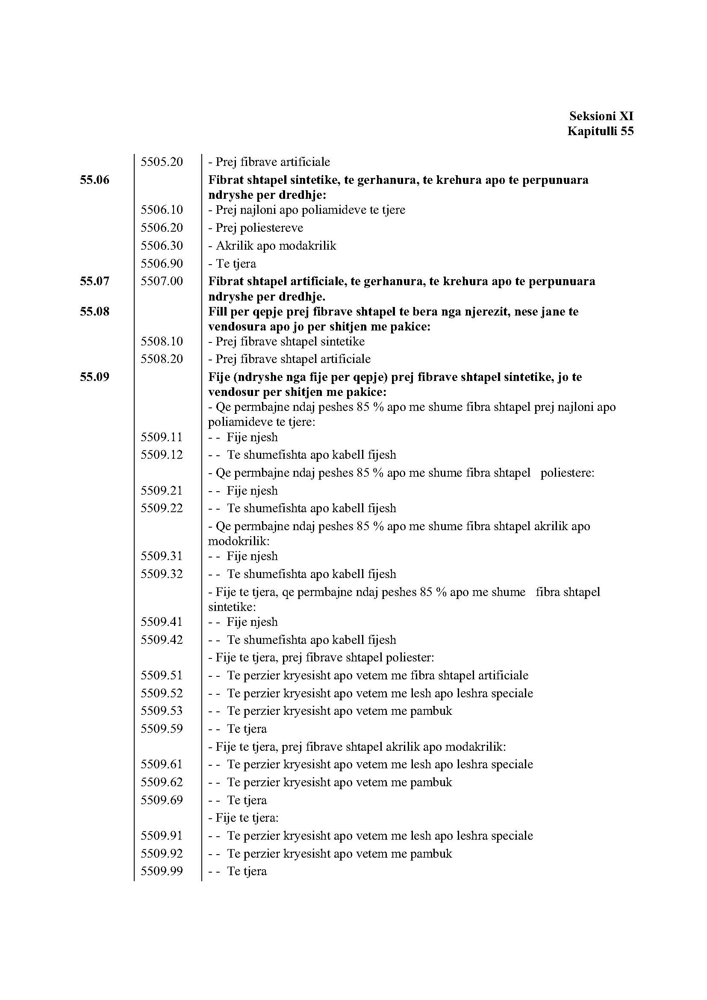 Seksioni XI
Kapitulli 55
5505.20 - Prej fibrave artificiale
55.06 Fibrat shtapel sintetike, te gerhanura, te krehura apo te perpunuara
ndryshe per dredhje:
5506.10 - Prej najloni apo poliamideve te tjere
5506.20 - Prej poliestereve
5506.30 - Akrilik apo modakrilik
5506.90 - Te tjera
55.07 5507.00 Fibrat shtapel artificiale, te gerhanura, te krehura apo te perpunuara
ndryshe per dredhje.
55.08 Fill per qepje prej fibrave shtapel te bera nga njerezit, nese jane te
vendosura apo jo per shitjen me pakice:
5508.10 - Prej fibrave shtapel sintetike
5508.20 - Prej fibrave shtapel artificiale
55.09 Fije (ndryshe nga fije per qepje) prej fibrave shtapel sintetike, jo te
vendosur per shitjen me pakice:
- Qe permbajne ndaj peshes 85 % apo me shume fibra shtapel prej najloni apo
poliamideve te tjere:
5509.11 - - Fije njesh
5509.12 - - Te shumefishta apo kabell fijesh
- Qe permbajne ndaj peshes 85 % apo me shume fibra shtapel poliestere:
5509.21 - - Fije njesh
5509.22 - - Te shumefishta apo kabell fijesh
- Qe permbajne ndaj peshes 85 % apo me shume fibra shtapel akrilik apo
modokrilik:
5509.31 - - Fije njesh
5509.32 - - Te shumefishta apo kabell fijesh
- Fije te tjera, qe permbajne ndaj peshes 85 % apo me shume fibra shtapel
sintetike:
5509.41 - - Fije njesh
5509.42 - - Te shumefishta apo kabell fijesh
- Fije te tjera, prej fibrave shtapel poliester:
5509.51 - - Te perzier kryesisht apo vetem me fibra shtapel artificiale
5509.52 - - Te perzier kryesisht apo vetem me lesh apo leshra speciale
5509.53 - - Te perzier kryesisht apo vetem me pambuk
5509.59 - - Te tjera
- Fije te tjera, prej fibrave shtapel akrilik apo modakrilik:
5509.61 - - Te perzier kryesisht apo vetem me lesh apo leshra speciale
5509.62 - - Te perzier kryesisht apo vetem me pambuk
5509.69 - - Te tjera
- Fije te tjera:
5509.91 - - Te perzier kryesisht apo vetem me lesh apo leshra speciale
5509.92 - - Te perzier kryesisht apo vetem me pambuk
5509.99 - - Te tjera